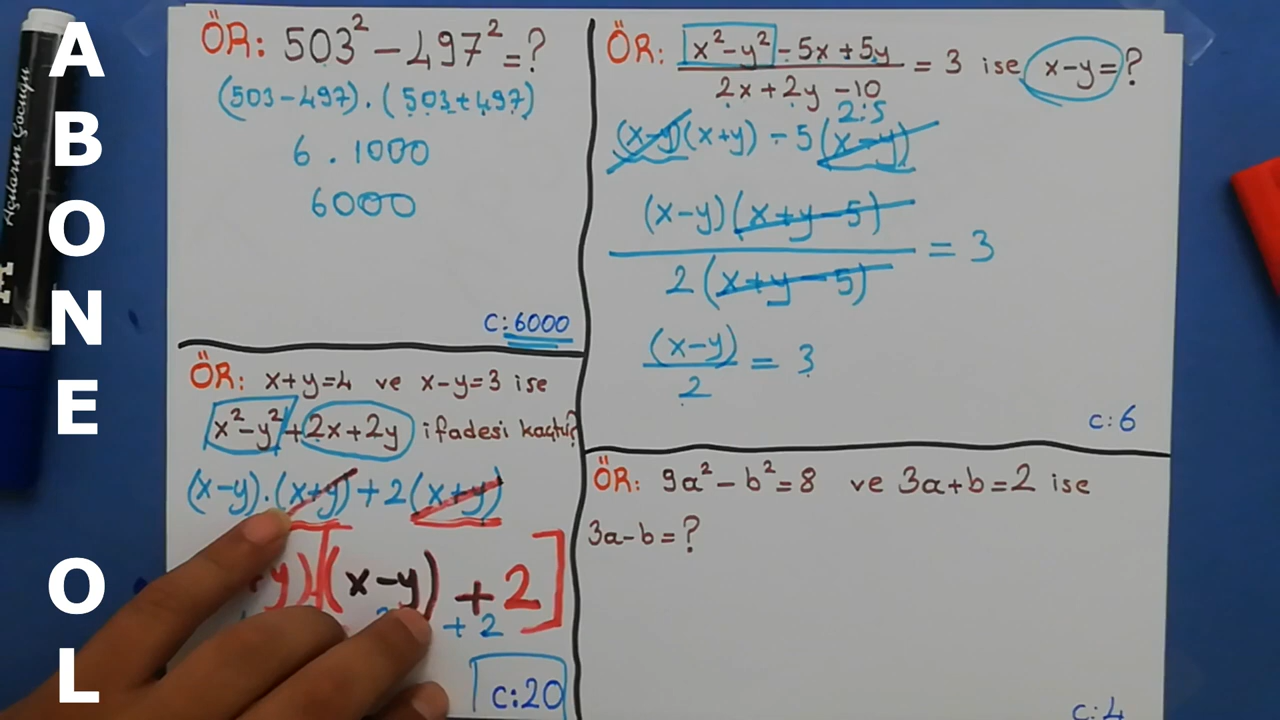 ABONE OL
Açıların Çocuğu
ÖR: 503² - 497² = ?
(503 - 497) . (503 + 497)
6 . 1000
6000
C: 6000
ÖR: x² - y² - 5x + 5y / 2x + 2y - 10 = 3 ise x - y = ?
2.5
(x - y)(x + y) - 5(x - y)
(x - y)(x + y - 5) / 2(x + y - 5) = 3
(x - y) / 2 = 3
C: 6
ÖR: x + y = 4 ve x - y = 3 ise
x² - y² + 2x + 2y ifadesi kaçtır?
(x - y) . (x + y) + 2(x + y)
y) [(x - y) + 2]
+ 2
C: 20
ÖR: 9a² - b² = 8 ve 3a + b = 2 ise
3a - b = ?
C: 4